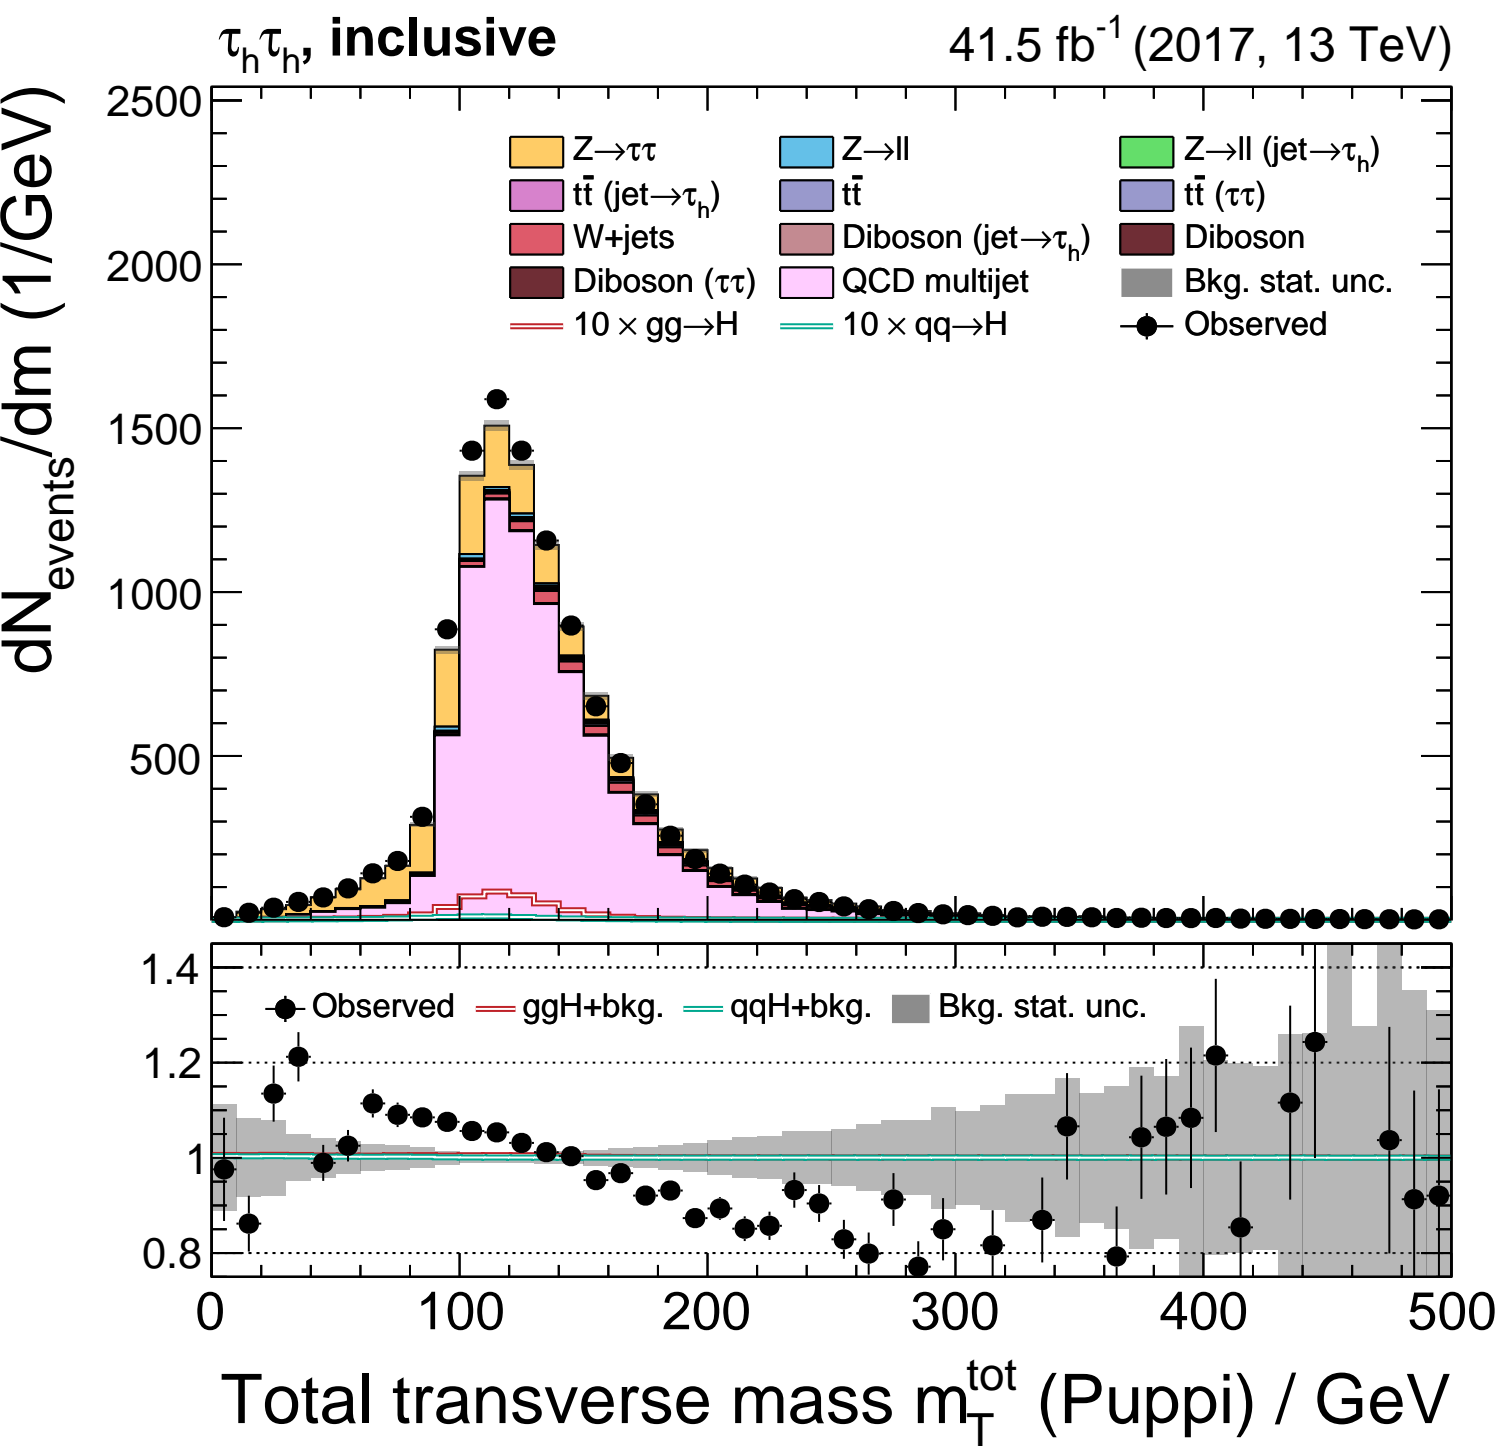 τhτh, inclusive 41.5 fb-1 (2017, 13 TeV)
dNevents/dm (1/GeV)
2500
2000
1500
1000
500
Z→ττ Z→ll Z→ll (jet→τh)
tt̄ (jet→τh) tt̄ tt̄ (ττ)
W+jets Diboson (jet→τh) Diboson
Diboson (ττ) QCD multijet Bkg. stat. unc.
10 × gg→H 10 × qq→H Observed
1.4
1.2
1
0.8
Observed ggH+bkg. qqH+bkg. Bkg. stat. unc.
0 100 200 300 400 500
Total transverse mass mTtot (Puppi) / GeV